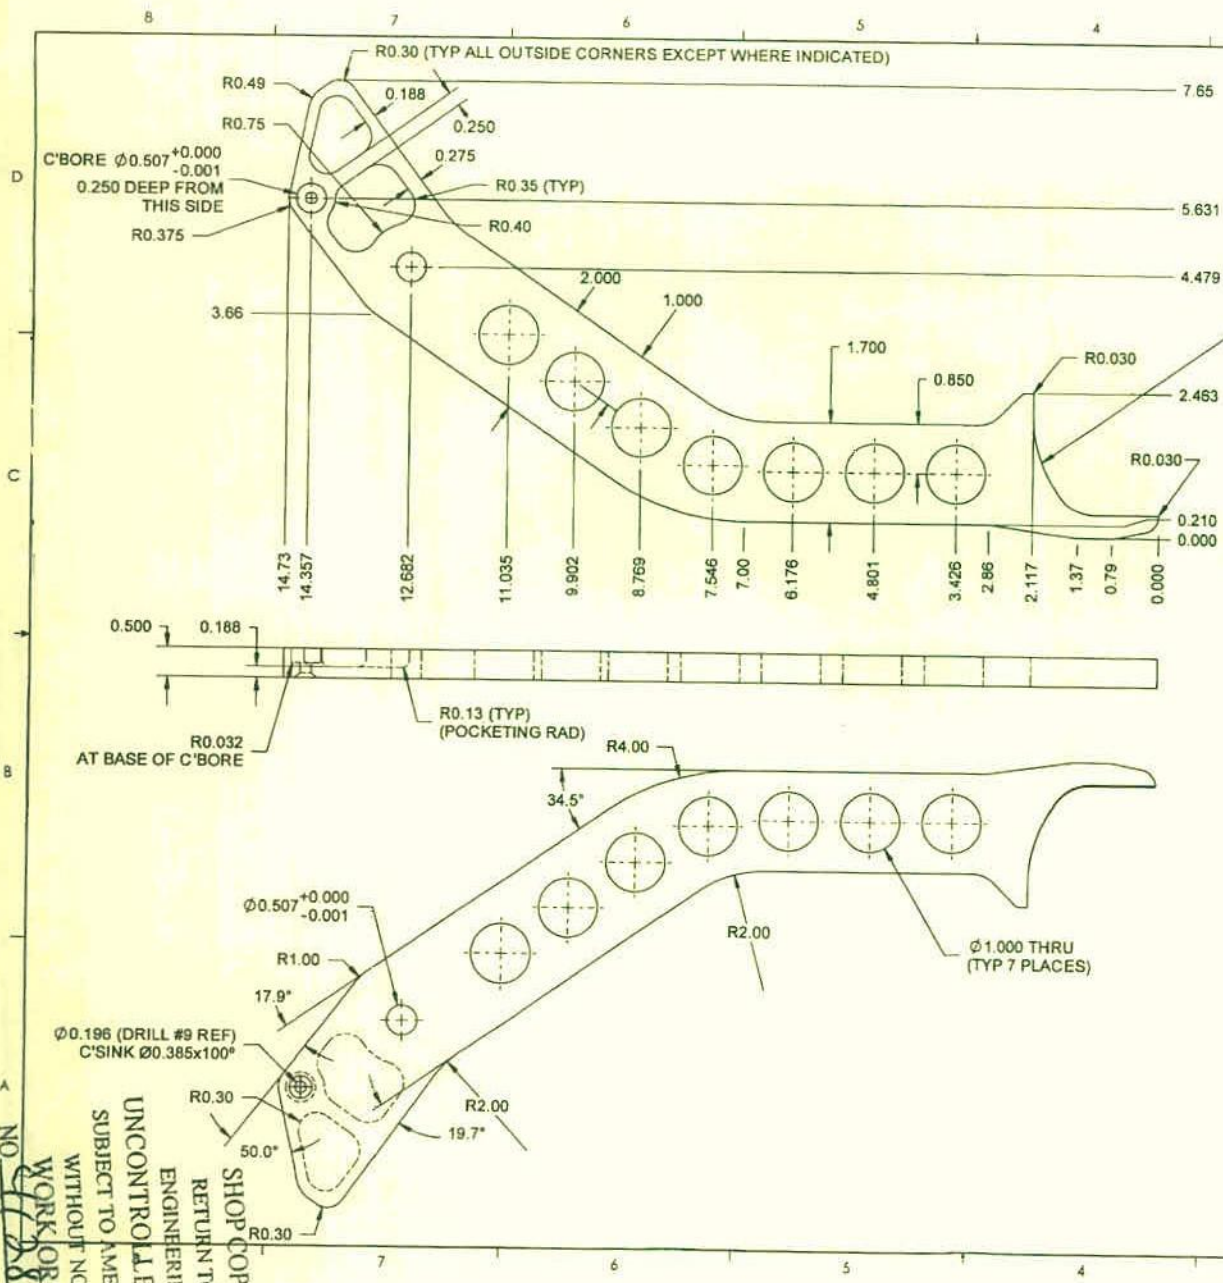 8 7 6 5 4
R0.30 (TYP ALL OUTSIDE CORNERS EXCEPT WHERE INDICATED)
R0.49
0.188
7.65
R0.75
0.250
C'BORE Ø0.507 +0.000
-0.001
0.250 DEEP FROM
THIS SIDE
0.275
D
R0.35 (TYP)
5.631
R0.375
R0.40
4.479
2.000
1.000
3.66
1.700
R0.030
0.850
2.463
C
R0.030
0.210
0.000
14.73
14.357
12.682
11.035
9.902
8.769
7.546
7.00
6.176
4.801
3.426
2.86
2.117
1.37
0.79
0.000
0.500
0.188
R0.13 (TYP)
(POCKETING RAD)
R0.032
AT BASE OF C'BORE
R4.00
B
34.5°
Ø0.507 +0.000
-0.001
R2.00
Ø1.000 THRU
(TYP 7 PLACES)
R1.00
17.9°
Ø0.196 (DRILL #9 REF)
C'SINK Ø0.385x100°
A
R0.30
R2.00
19.7°
50.0°
R0.30
SHOP COP
RETURN T
ENGINEERI
UNCONTROLLE
SUBJECT TO AME
WITHOUT NO
WORK OR
NO
7 6 5 4